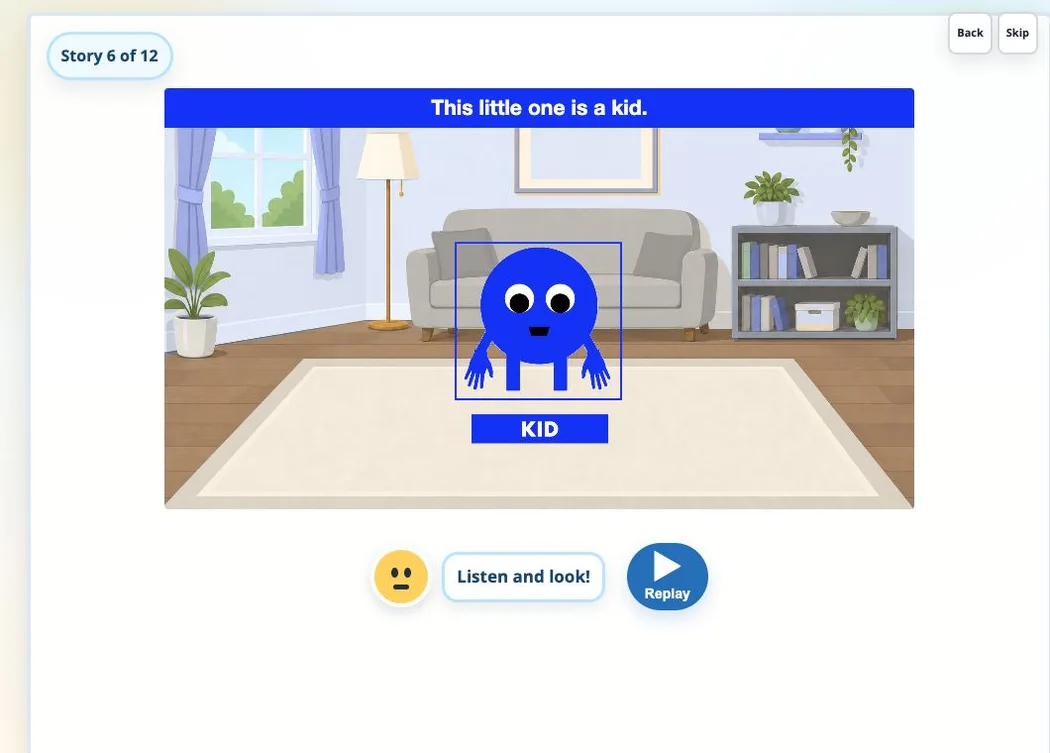 Story 6 of 12
Back
Skip
This little one is a kid.
KID
Listen and look!
Replay